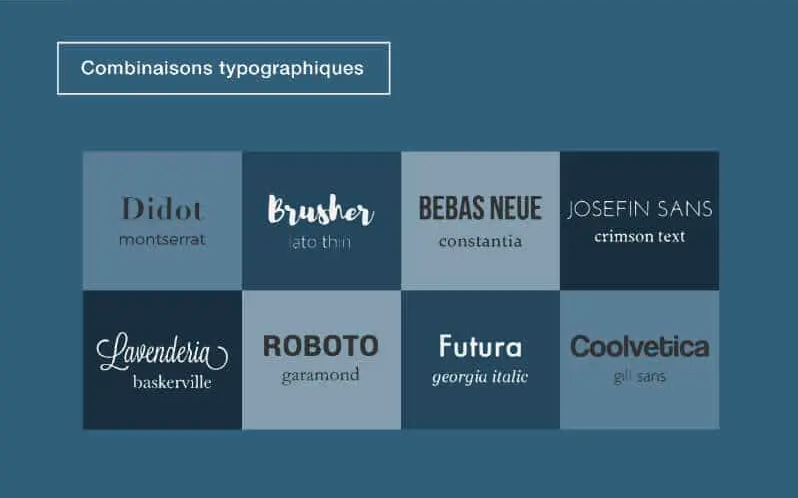 Combinaisons typographiques
Didot
montserrat
Brusher
lato thin
BEBAS NEUE
constantia
JOSEFIN SANS
crimson text
Lavenderia
baskerville
ROBOTO
garamond
Futura
georgia italic
Coolvetica
gill sans